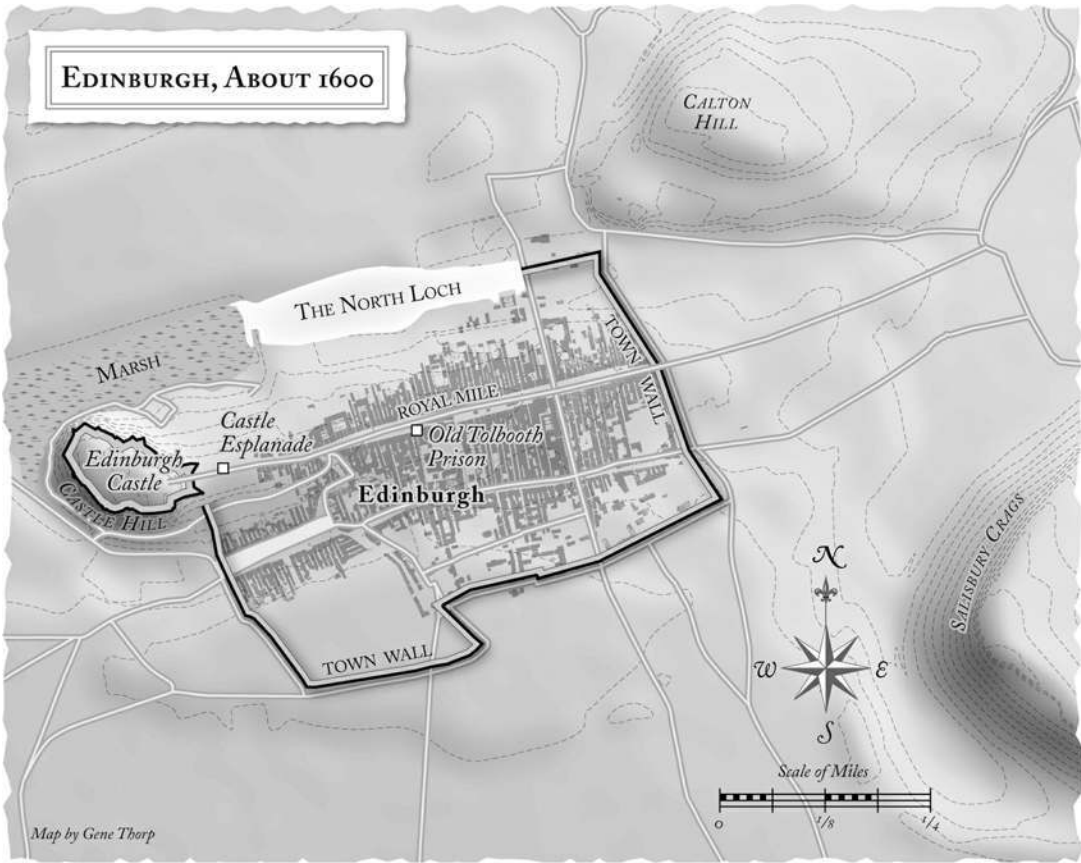 EDINBURGH, ABOUT 1600
CALTON
HILL
THE NORTH LOCH
MARSH
TOWN WALL
ROYAL MILE
Castle
Esplanade
Old Tolbooth
Prison
Edinburgh
Castle
CASTLE HILL
Edinburgh
SALISBURY CRAGS
TOWN WALL
N
W
E
S
Scale of Miles
0
1/8
1/4
Map by Gene Thorp